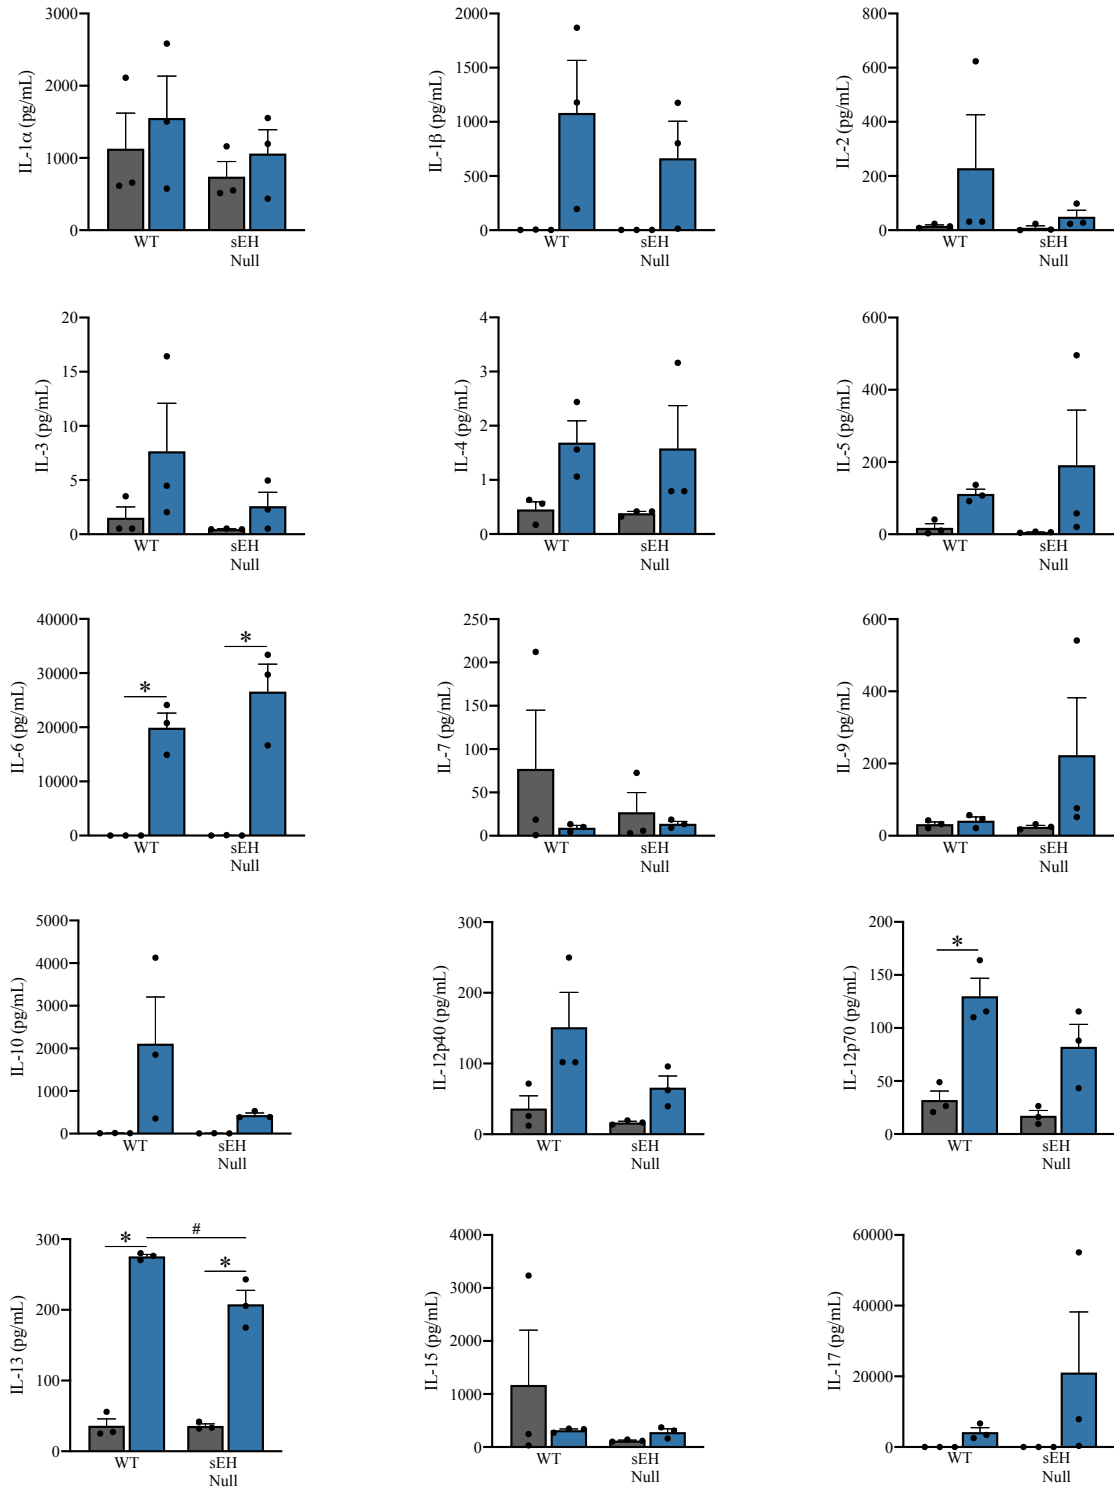 3000
2000
1000
0
IL-1α (pg/mL)
WT
sEH
Null
2000
1500
1000
500
0
IL-1β (pg/mL)
WT
sEH
Null
800
600
400
200
0
IL-2 (pg/mL)
WT
sEH
Null
20
15
10
5
0
IL-3 (pg/mL)
WT
sEH
Null
4
3
2
1
0
IL-4 (pg/mL)
WT
sEH
Null
600
400
200
0
IL-5 (pg/mL)
WT
sEH
Null
40000
30000
20000
10000
0
IL-6 (pg/mL)
*
*
WT
sEH
Null
250
200
150
100
50
0
IL-7 (pg/mL)
WT
sEH
Null
600
400
200
0
IL-9 (pg/mL)
WT
sEH
Null
5000
4000
3000
2000
1000
0
IL-10 (pg/mL)
WT
sEH
Null
300
200
100
0
IL-12p40 (pg/mL)
WT
sEH
Null
200
150
100
50
0
IL-12p70 (pg/mL)
*
WT
sEH
Null
300
200
100
0
IL-13 (pg/mL)
*
#
*
WT
sEH
Null
4000
3000
2000
1000
0
IL-15 (pg/mL)
WT
sEH
Null
60000
40000
20000
0
IL-17 (pg/mL)
WT
sEH
Null